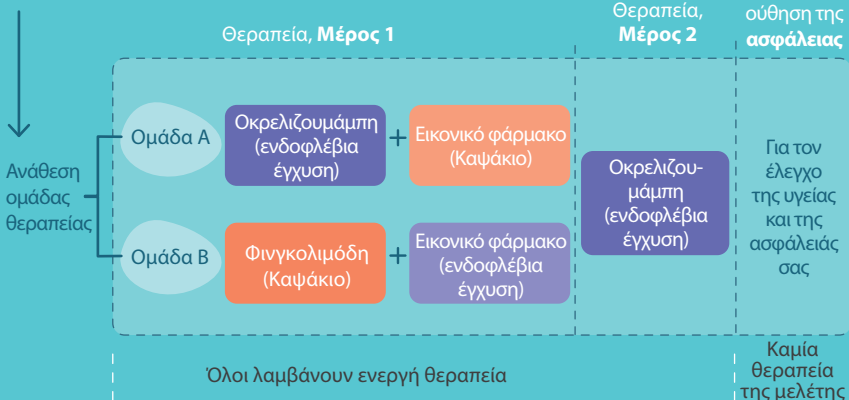 Θεραπεία, Μέρος 1
Θεραπεία,
Μέρος 2
ούθηση της
ασφάλειας
Ανάθεση
ομάδας
θεραπείας
Ομάδα Α
Οκρελιζουμάμπη
(ενδοφλέβια
έγχυση)
+
Εικονικό φάρμακο
(Καψάκιο)
Ομάδα Β
Φινγκολιμόδη
(Καψάκιο)
+
Εικονικό φάρμακο
(ενδοφλέβια
έγχυση)
Οκρελιζου-
μάμπη
(ενδοφλέβια
έγχυση)
Για τον
έλεγχο
της υγείας
και της
ασφάλειάς
σας
Όλοι λαμβάνουν ενεργή θεραπεία
Καμία
θεραπεία
της μελέτης